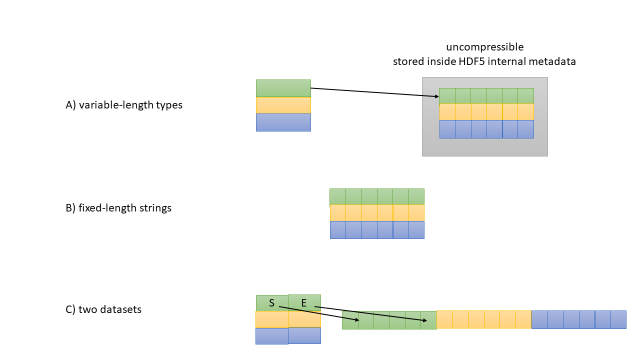 uncompressible
stored inside HDF5 internal metadata
A) variable-length types
B) fixed-length strings
C) two datasets
S E